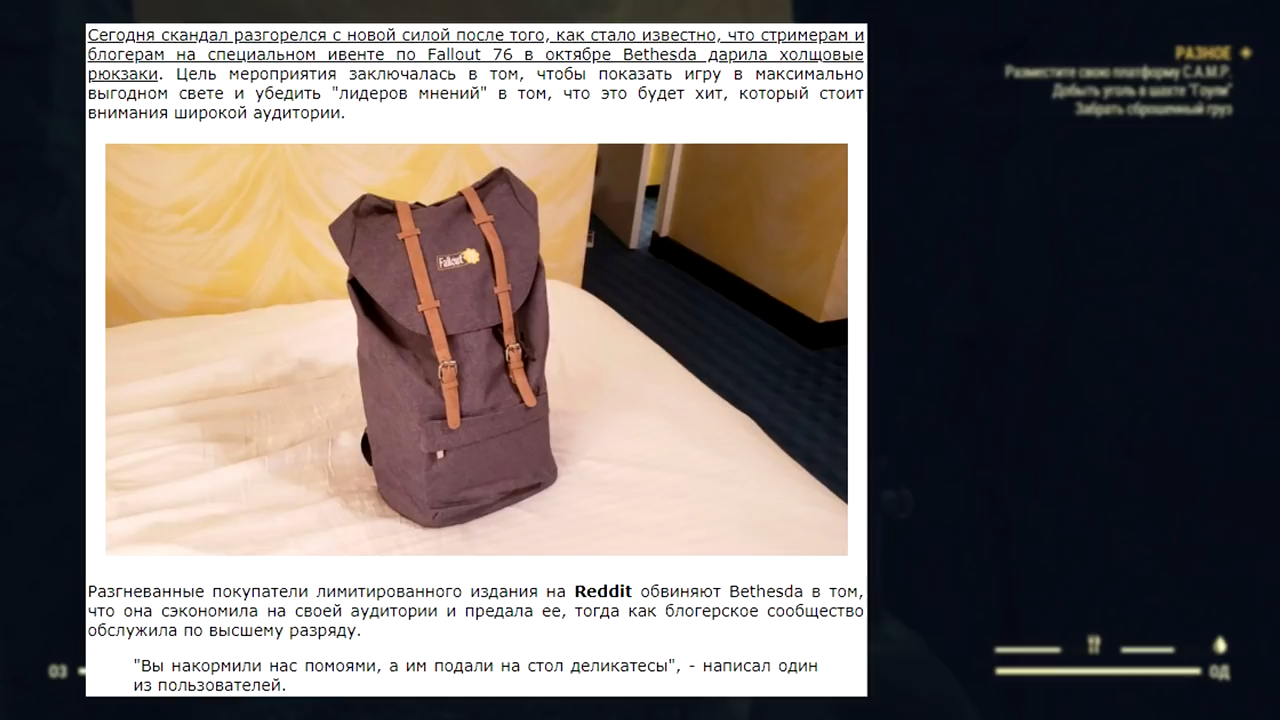 Сегодня скандал разгорелся с новой силой после того, как стало известно, что стримерам и
блогерам на специальном ивенте по Fallout 76 в октябре Bethesda дарила холщовые
рюкзаки. Цель мероприятия заключалась в том, чтобы показать игру в максимально
выгодном свете и убедить "лидеров мнений" в том, что это будет хит, который стоит
внимания широкой аудитории.
РАЗНОЕ
Разместите свою платформу C.A.M.P.
Добыть уголь в шахте "Гоули"
Забрать сброшенный груз
Fallout
Разгневанные покупатели лимитированного издания на Reddit обвиняют Bethesda в том,
что она сэкономила на своей аудитории и предала ее, тогда как блогерское сообщество
обслужила по высшему разряду.
"Вы накормили нас помоями, а им подали на стол деликатесы", - написал один
из пользователей.
ОЗ
ОД